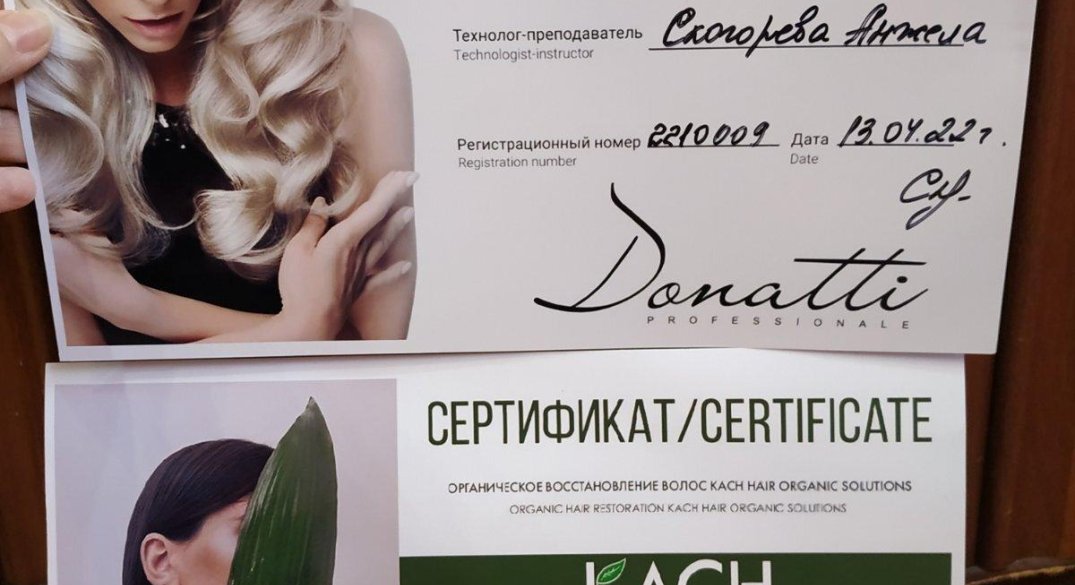 Технолог-преподаватель Скогорева Анжела
Technologist-instructor
Регистрационный номер 2210009 Дата 13.04.22г.
Registration number Date
Donatti
PROFESSIONALE
СЕРТИФИКАТ/CERTIFICATE
ОРГАНИЧЕСКОЕ ВОССТАНОВЛЕНИЕ ВОЛОС KACH HAIR ORGANIC SOLUTIONS
ORGANIC HAIR RESTORATION KACH HAIR ORGANIC SOLUTIONS
KACH